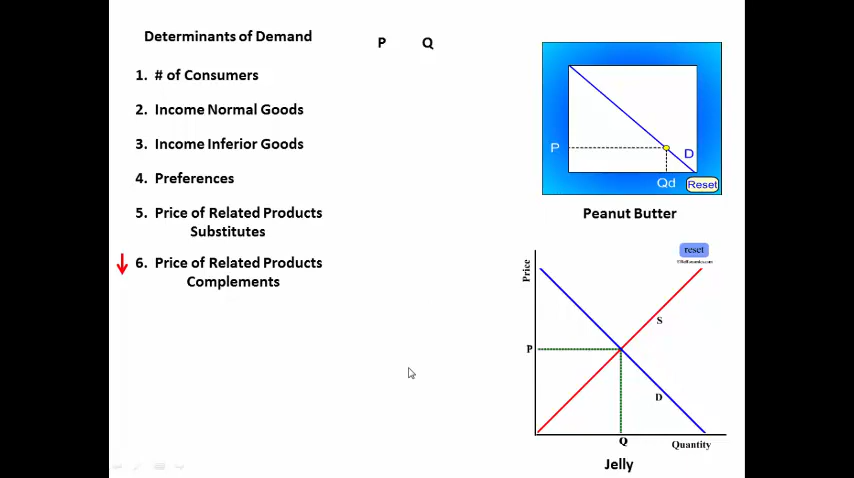 Determinants of Demand
P Q
1. # of Consumers
2. Income Normal Goods
3. Income Inferior Goods
4. Preferences
5. Price of Related Products
Substitutes
6. Price of Related Products
Complements
P
D
Qd
Reset
Peanut Butter
reset
Price
S
P
D
Q
Quantity
Jelly